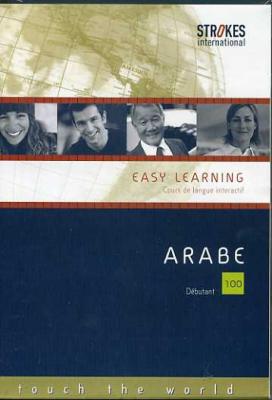 STROKES
international
EASY LEARNING
Cours de langue interactif
ARABE
Débutant 100
touch the world